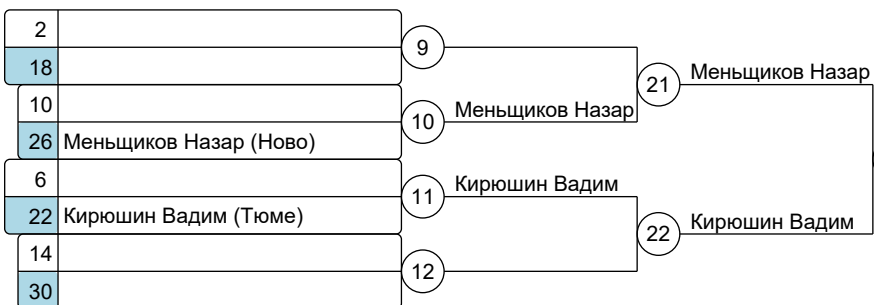 2
9
18
21 Меньщиков Назар
10
10 Меньщиков Назар
26 Меньщиков Назар (Ново)
6
11 Кирюшин Вадим
22 Кирюшин Вадим (Тюме)
22 Кирюшин Вадим
14
12
30